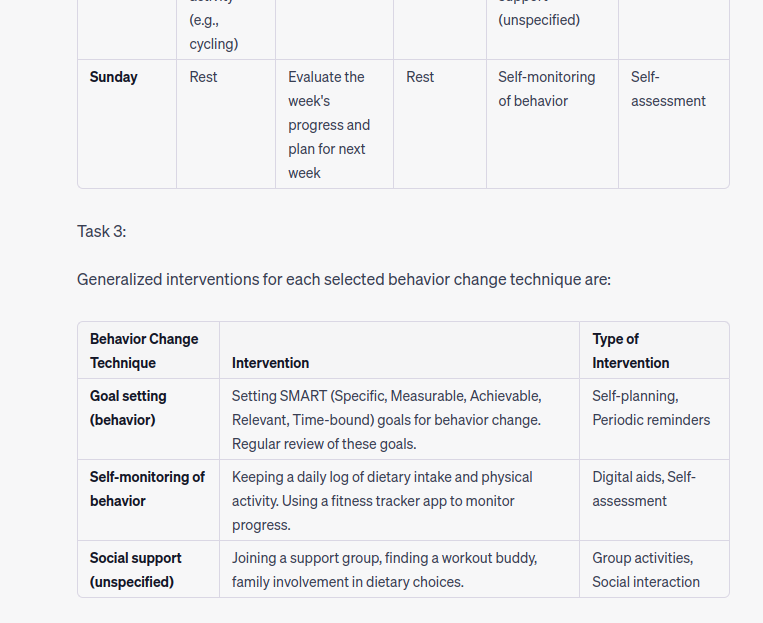 activity
(e.g.,
cycling)
support
(unspecified)
Sunday
Rest
Evaluate the
week's
progress and
plan for next
week
Rest
Self-monitoring
of behavior
Self-
assessment
Task 3:
Generalized interventions for each selected behavior change technique are:
Behavior Change
Technique
Intervention
Type of
Intervention
Goal setting
(behavior)
Setting SMART (Specific, Measurable, Achievable,
Relevant, Time-bound) goals for behavior change.
Regular review of these goals.
Self-planning,
Periodic reminders
Self-monitoring of
behavior
Keeping a daily log of dietary intake and physical
activity. Using a fitness tracker app to monitor
progress.
Digital aids, Self-
assessment
Social support
(unspecified)
Joining a support group, finding a workout buddy,
family involvement in dietary choices.
Group activities,
Social interaction